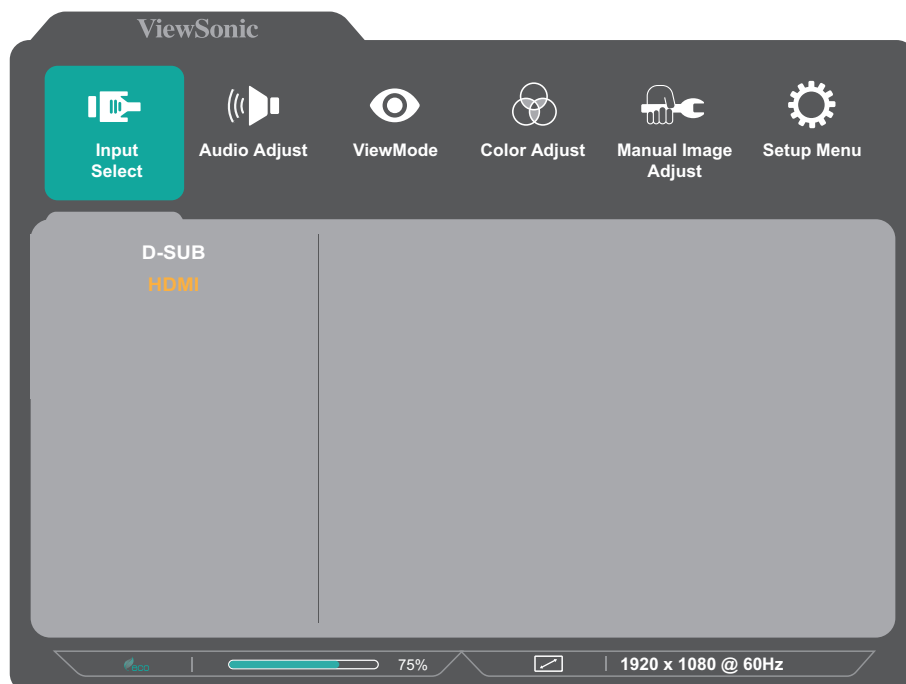 ViewSonic
Input Select
Audio Adjust
ViewMode
Color Adjust
Manual Image Adjust
Setup Menu
D-SUB
HDMI
eco
75%
1920 x 1080 @ 60Hz